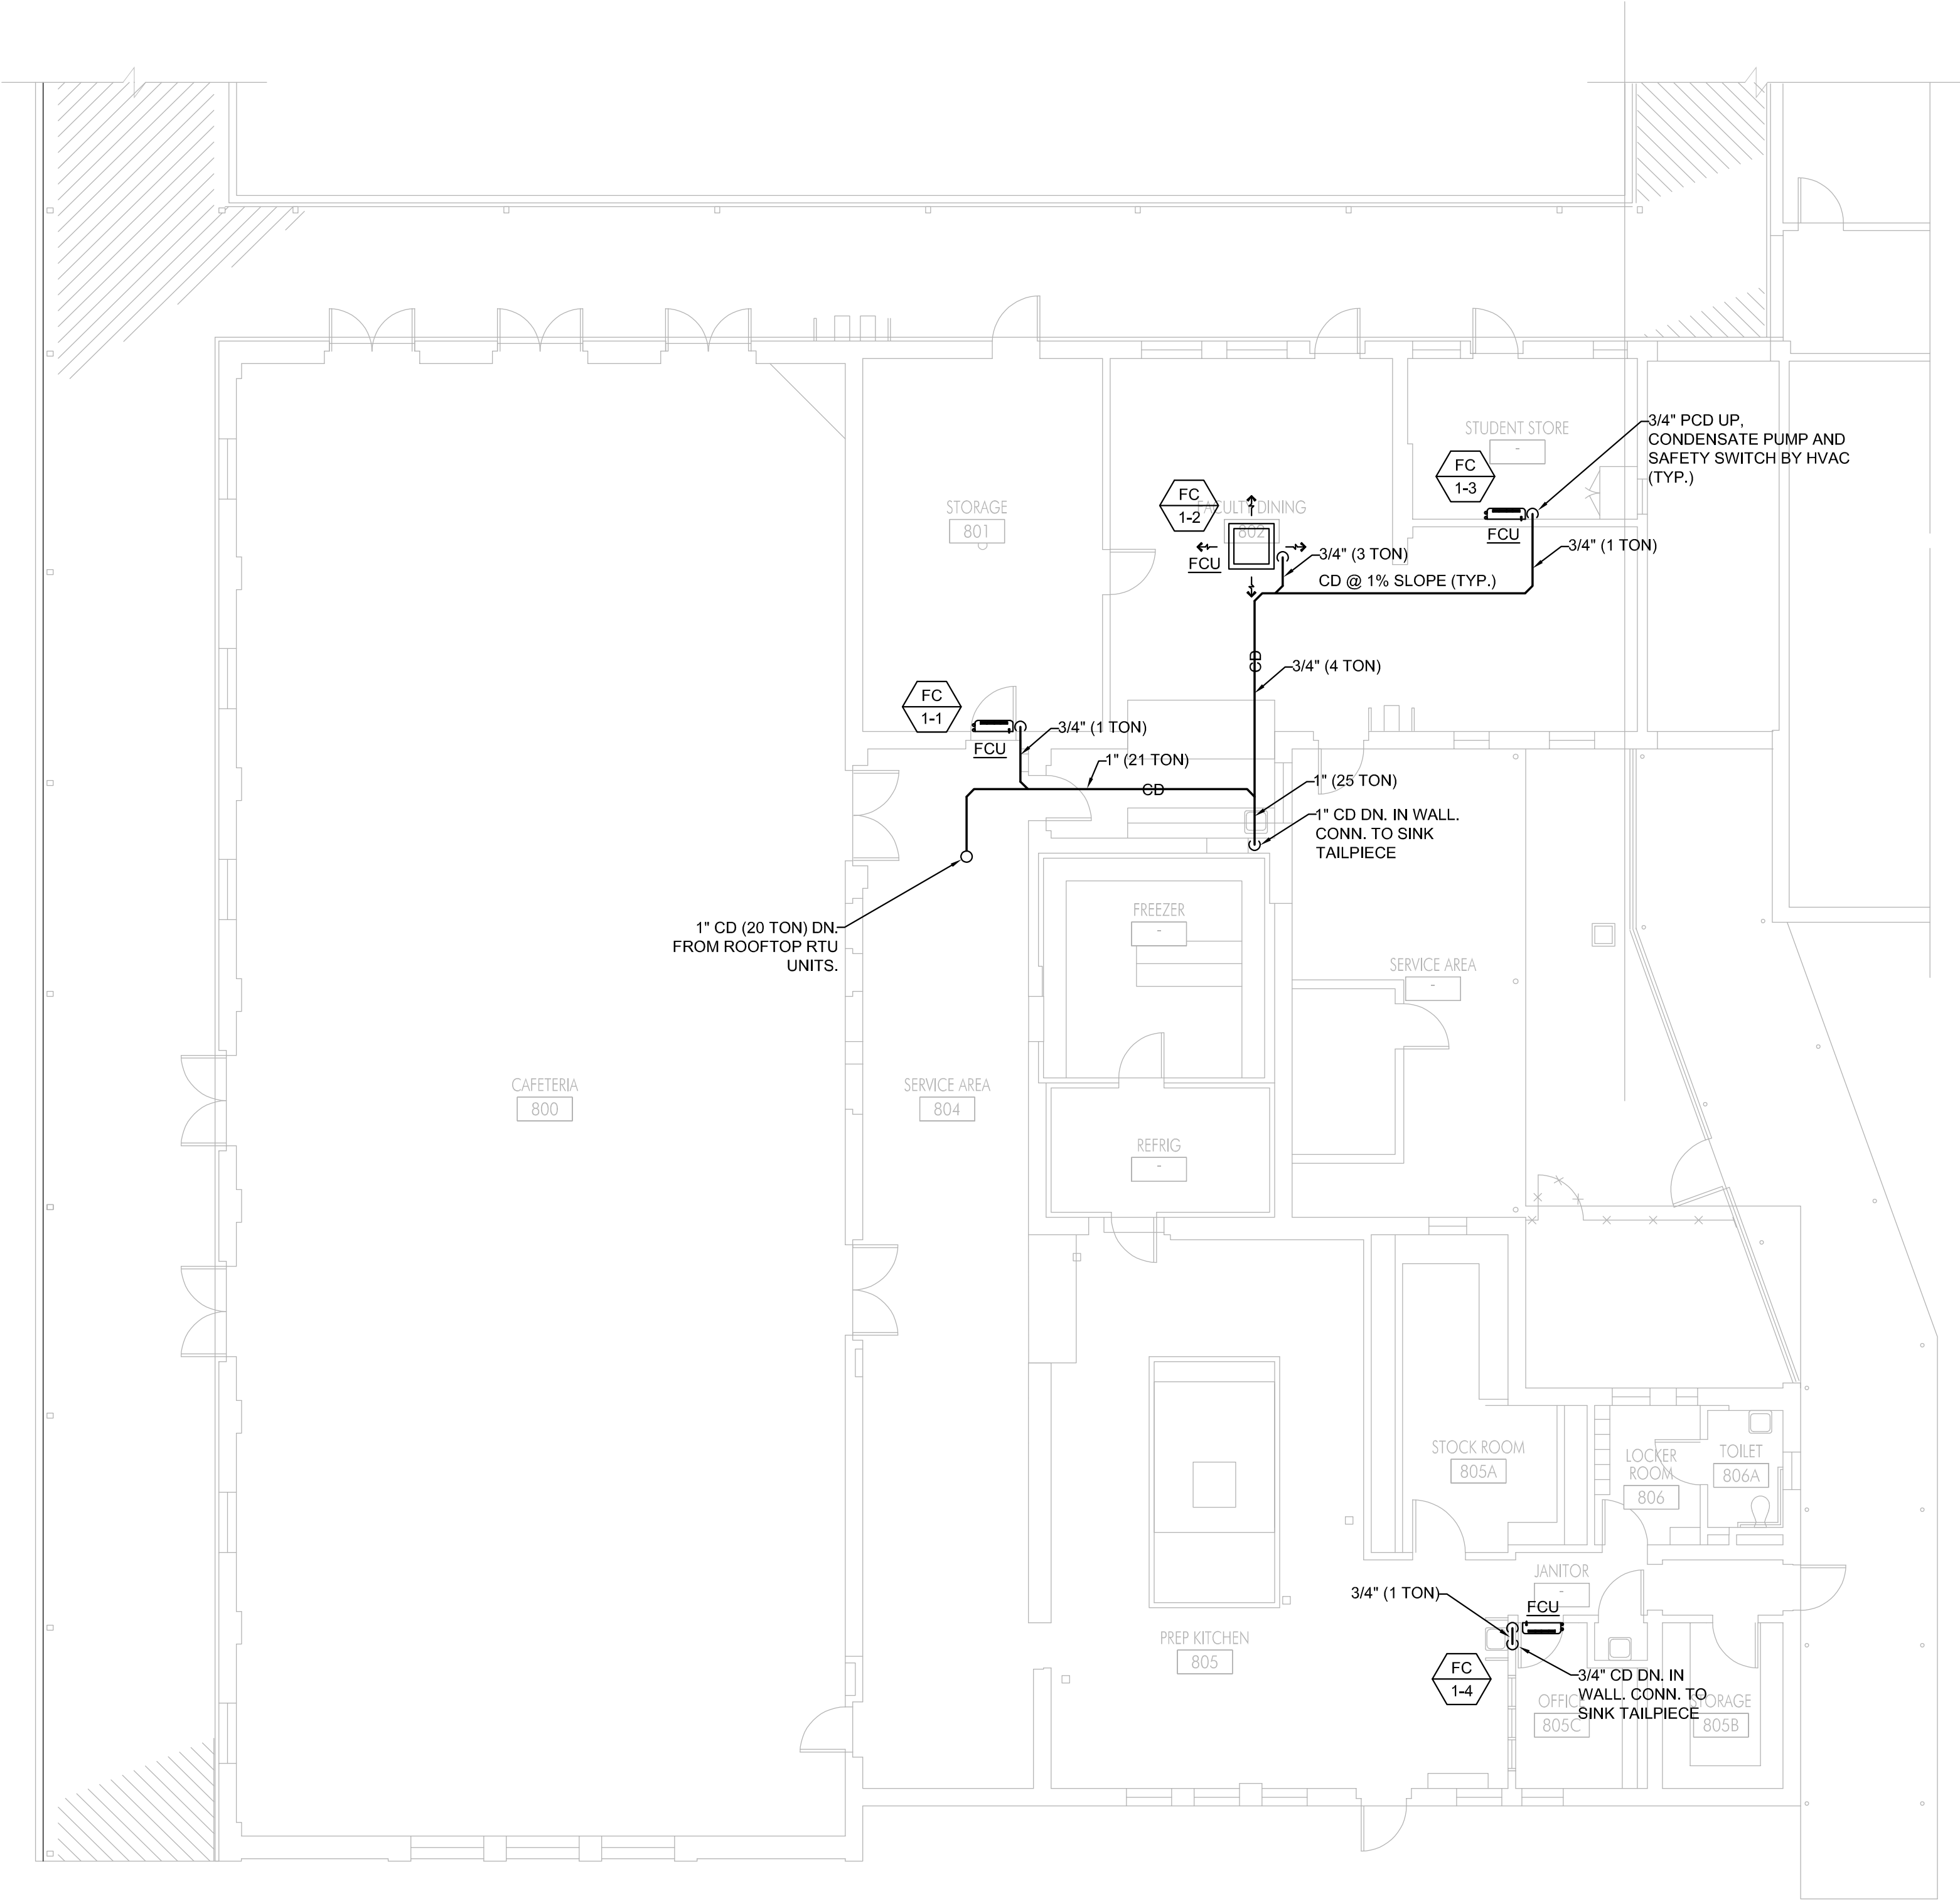 STUDENT STORE
-
3/4" PCD UP,
CONDENSATE PUMP AND
SAFETY SWITCH BY HVAC
(TYP.)
FC
1-3
FCU
3/4" (1 TON)
STORAGE
801
FC
1-2
FACULTY DINING
802
FCU
3/4" (3 TON)
CD @ 1% SLOPE (TYP.)
CD
3/4" (4 TON)
FC
1-1
FCU
3/4" (1 TON)
1" (21 TON)
CD
1" (25 TON)
1" CD DN. IN WALL.
CONN. TO SINK
TAILPIECE
1" CD (20 TON) DN.
FROM ROOFTOP RTU
UNITS.
FREEZER
-
SERVICE AREA
-
CAFETERIA
800
SERVICE AREA
804
REFRIG
-
STOCK ROOM
805A
LOCKER
ROOM
806
TOILET
806A
JANITOR
-
3/4" (1 TON)
FCU
PREP KITCHEN
805
FC
1-4
3/4" CD DN. IN
WALL. CONN. TO
SINK TAILPIECE
OFFICE
805C
STORAGE
805B